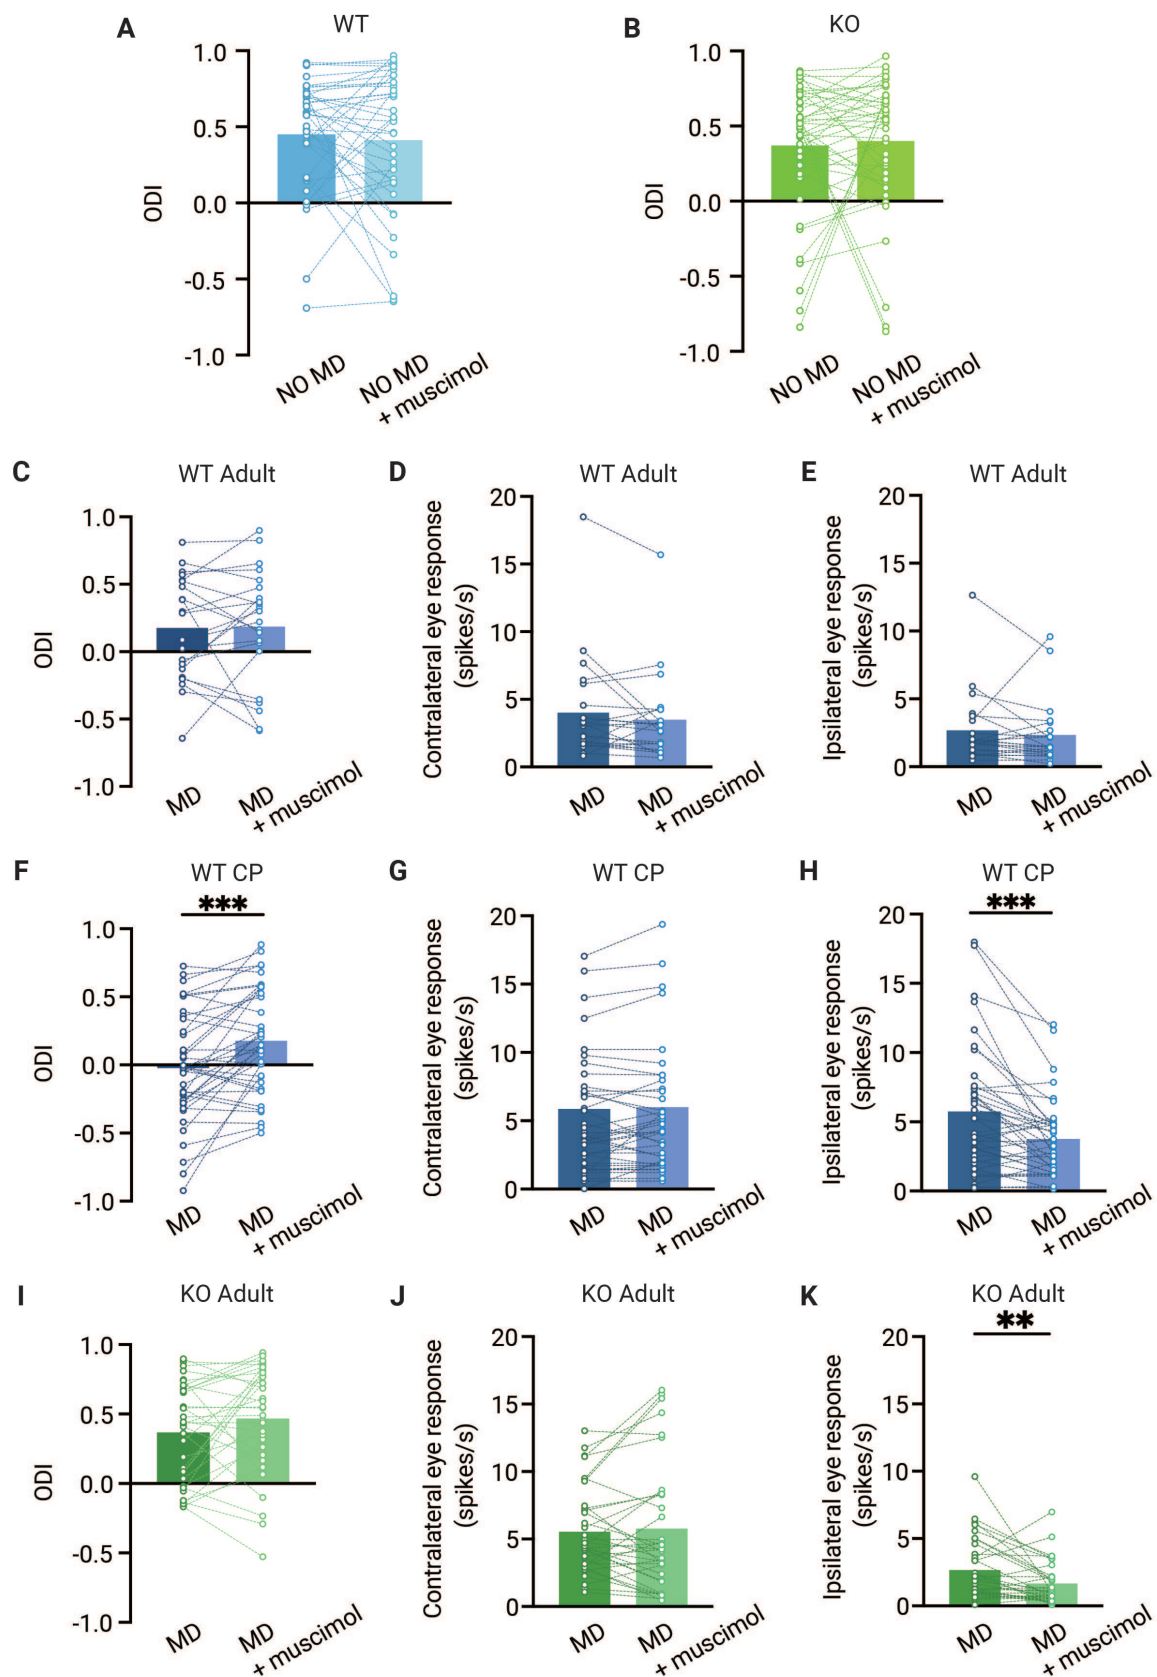 A
WT
1.0
0.5
0.0
-0.5
-1.0
ODI
NO MD
NO MD
+ muscimol
B
KO
1.0
0.5
0.0
-0.5
-1.0
ODI
NO MD
NO MD
+ muscimol
C
WT Adult
1.0
0.5
0.0
-0.5
-1.0
ODI
MD
MD
+ muscimol
D
WT Adult
20
15
10
5
0
Contralateral eye response
(spikes/s)
MD
MD
+ muscimol
E
WT Adult
20
15
10
5
0
Ipsilateral eye response
(spikes/s)
MD
MD
+ muscimol
F
WT CP
***
1.0
0.5
0.0
-0.5
-1.0
ODI
MD
MD
+ muscimol
G
WT CP
20
15
10
5
0
Contralateral eye response
(spikes/s)
MD
MD
+ muscimol
H
WT CP
***
20
15
10
5
0
Ipsilateral eye response
(spikes/s)
MD
MD
+ muscimol
I
KO Adult
1.0
0.5
0.0
-0.5
-1.0
ODI
MD
MD
+ muscimol
J
KO Adult
20
15
10
5
0
Contralateral eye response
(spikes/s)
MD
MD
+ muscimol
K
KO Adult
**
20
15
10
5
0
Ipsilateral eye response
(spikes/s)
MD
MD
+ muscimol